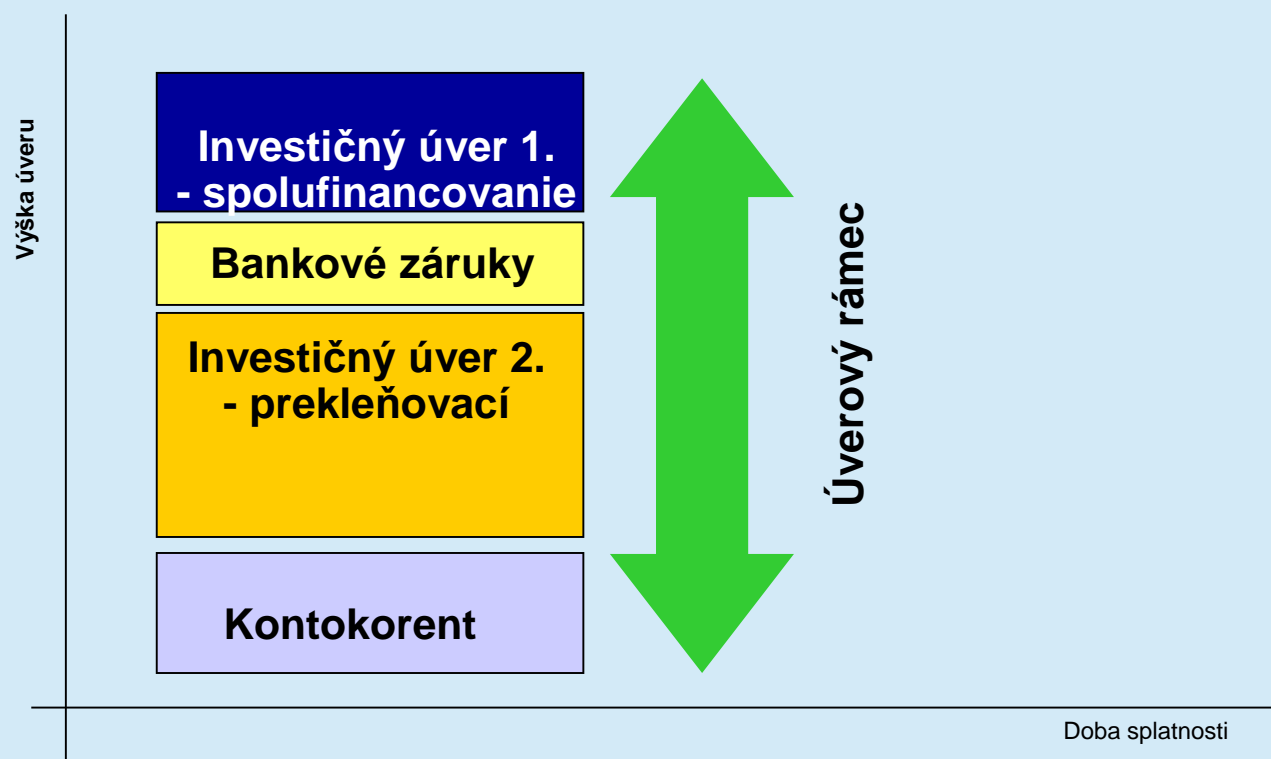 Výška úveru
Investičný úver 1.
- spolufinancovanie
Bankové záruky
Investičný úver 2.
- prekleňovací
Kontokorent
Úverový rámec
Doba splatnosti